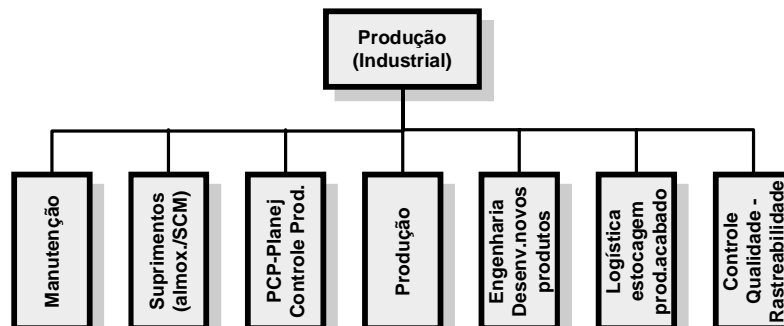 Produção
(Industrial)
Manutenção
Suprimentos
(almox./SCM)
PCP-Planej
Controle Prod.
Produção
Engenharia
Desenv.novos
produtos
Logística
estocagem
prod.acabado
Controle
Qualidade -
Rastreabilidade